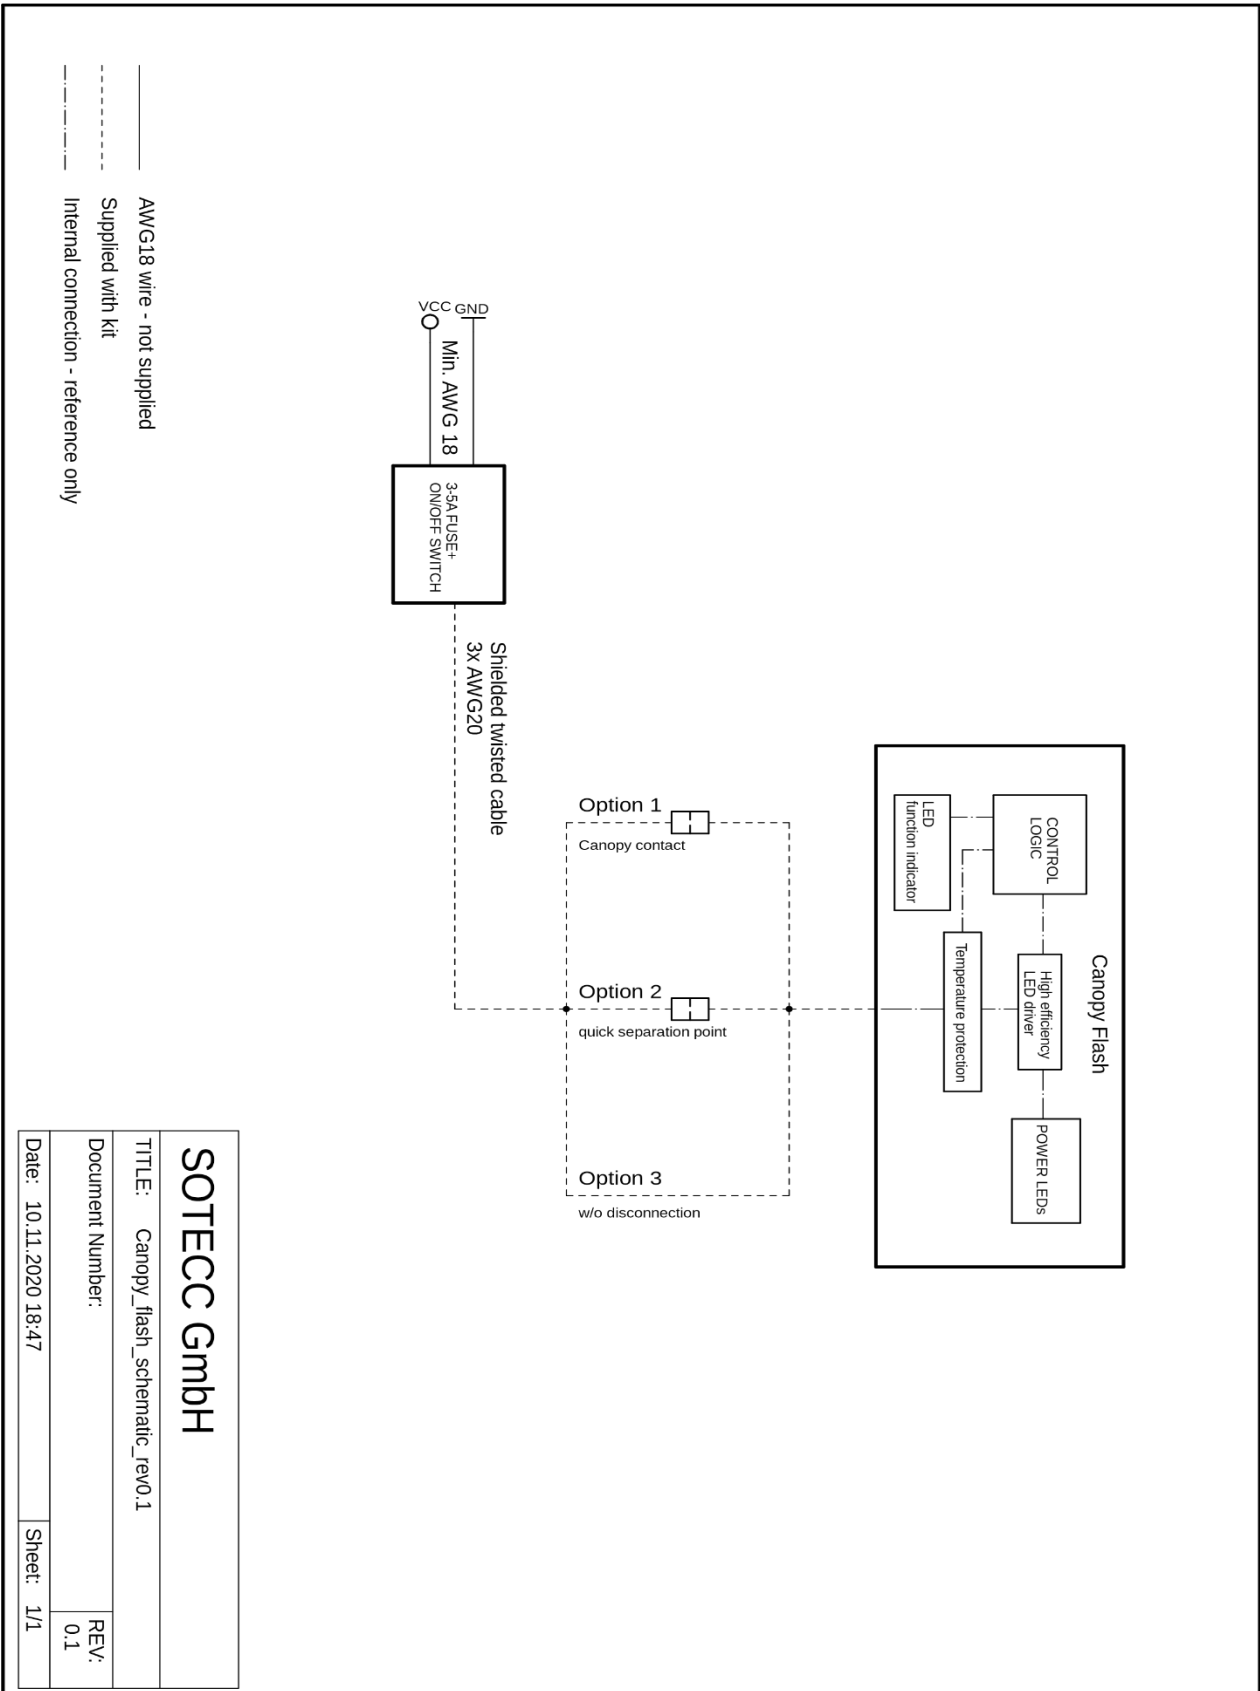 Canopy Flash
CONTROL
LOGIC
High efficiency
LED driver
POWER LEDs
LED
function indicator
Temperature protection
Option 1
Canopy contact
Option 2
quick separation point
Option 3
w/o disconnection
Shielded twisted cable
3x AWG20
GND
VCC
Min. AWG 18
3-5A FUSE+
ON/OFF SWITCH
AWG18 wire - not supplied
Supplied with kit
Internal connection - reference only
SOTECC GmbH
TITLE: Canopy_flash_schematic_rev0.1
Document Number:
REV:
0.1
Date: 10.11.2020 18:47
Sheet: 1/1